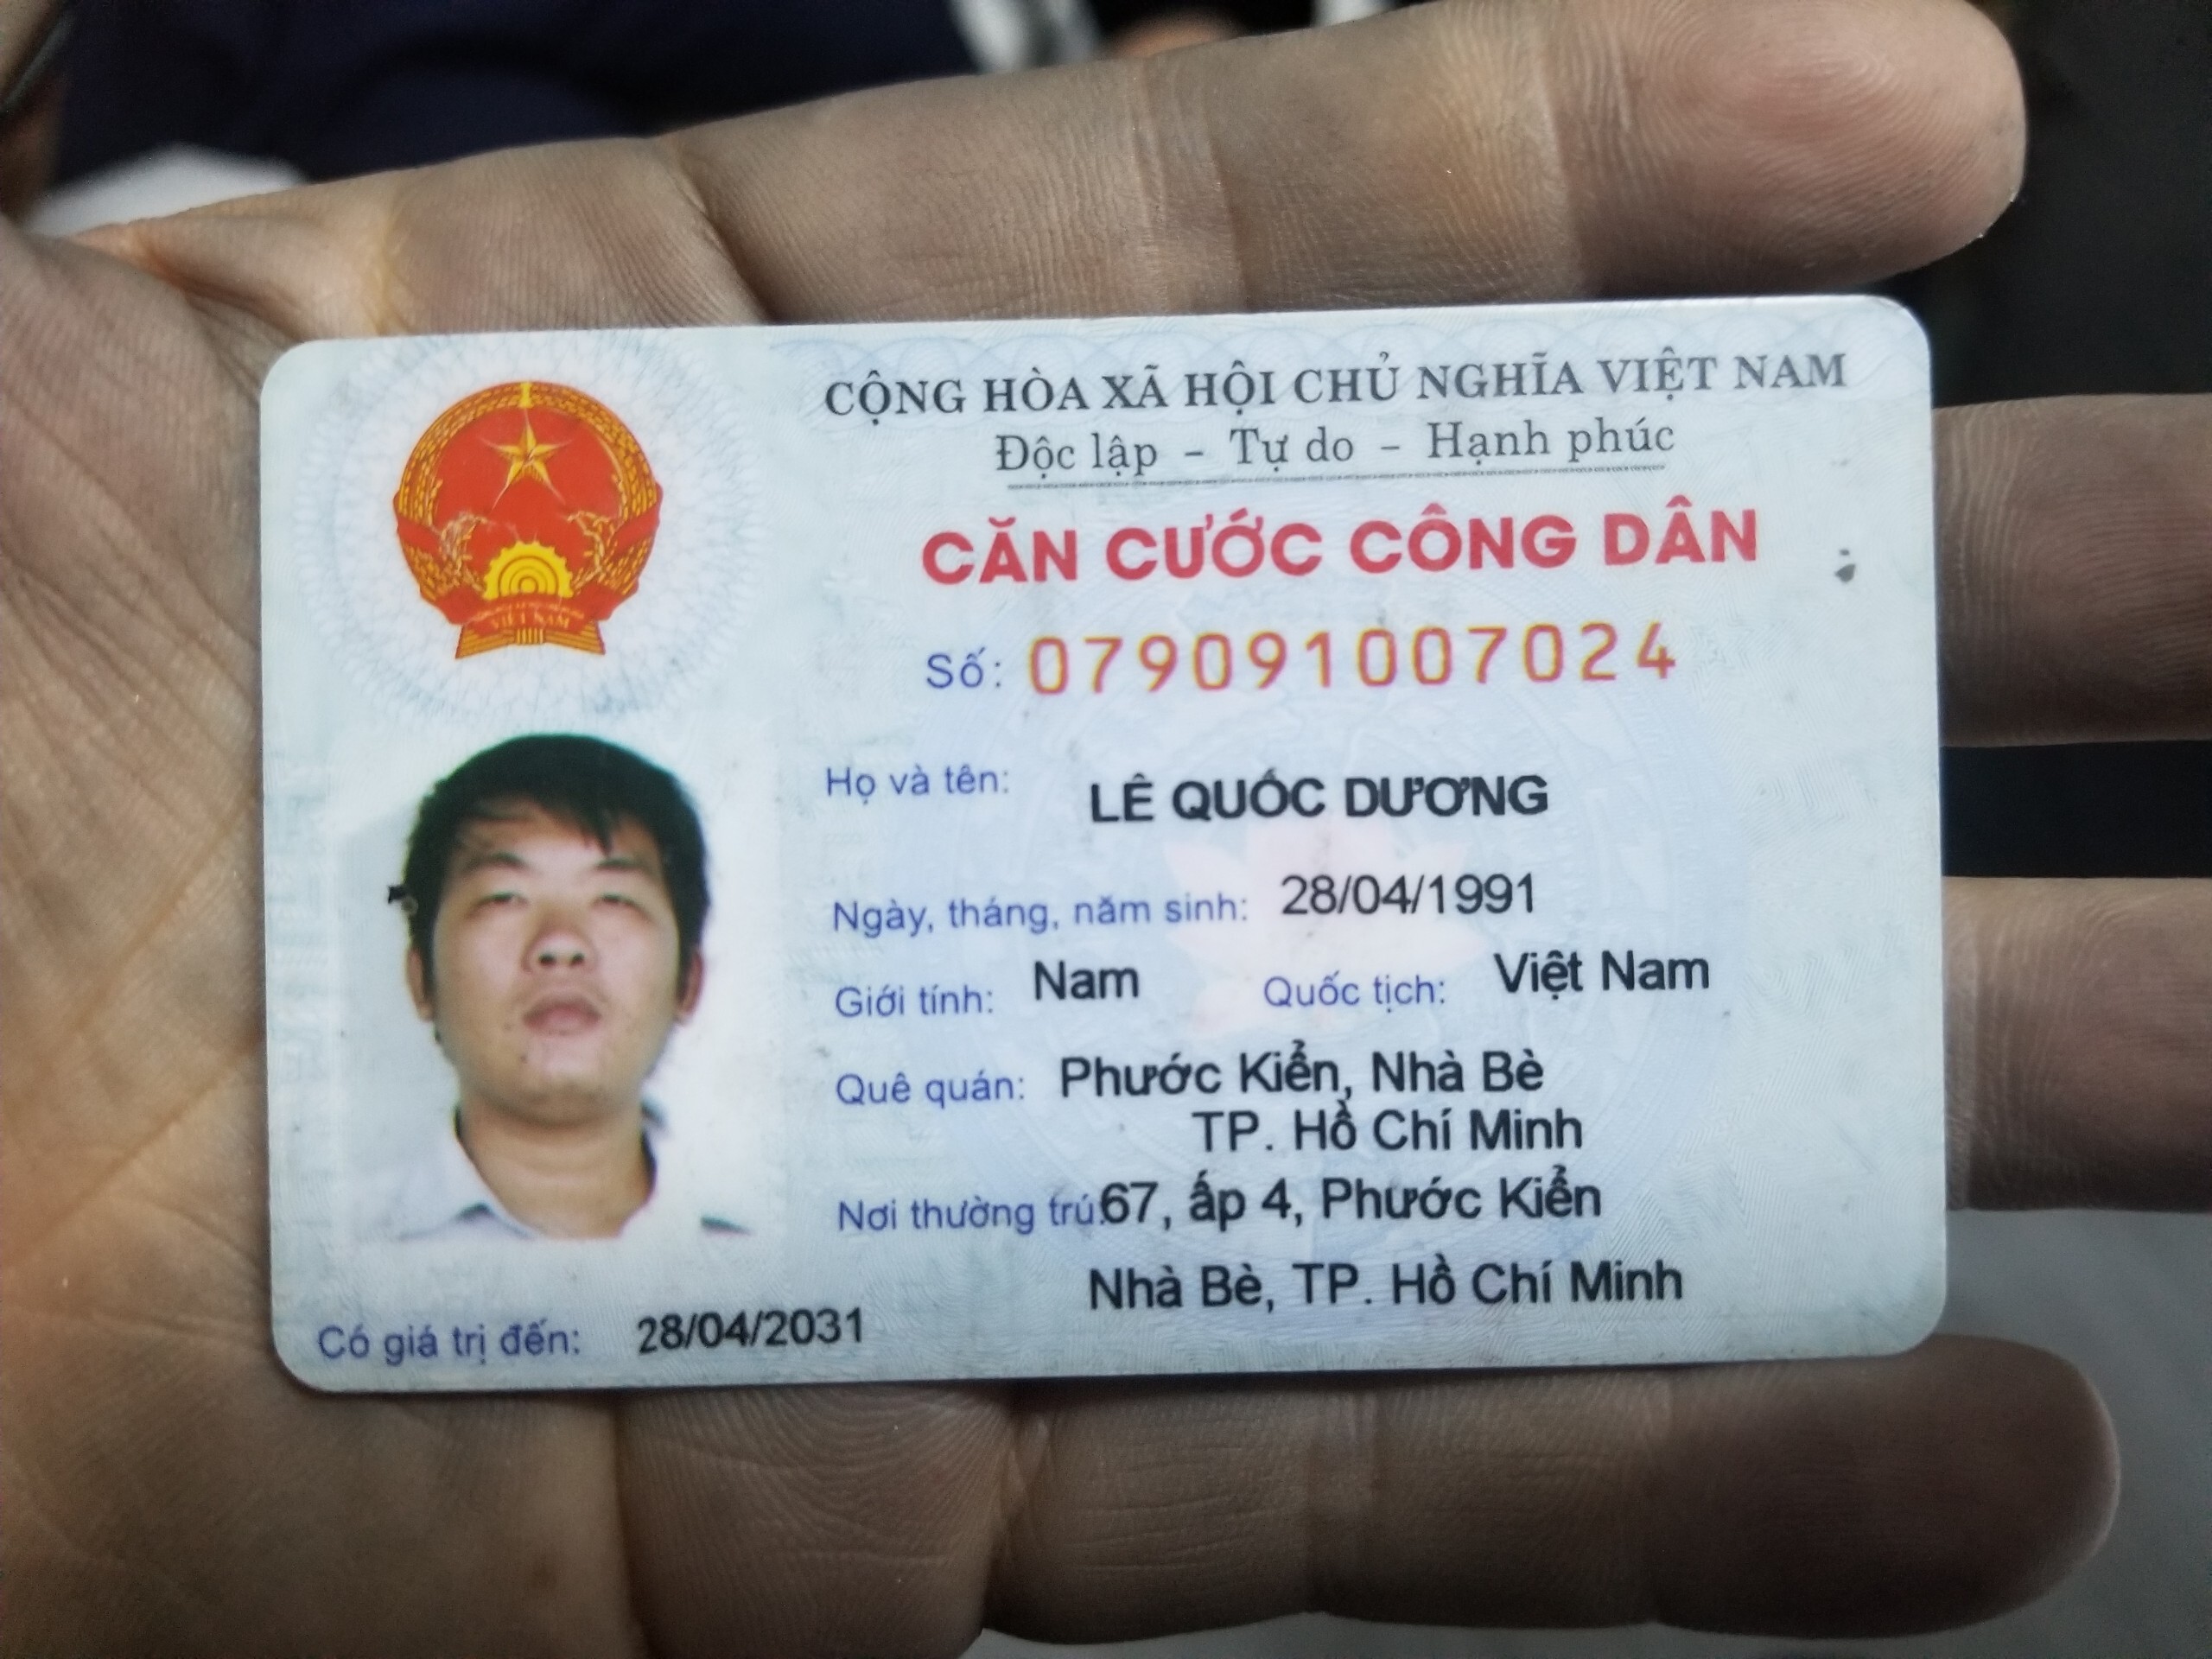 CỘNG HÒA XÃ HỘI CHỦ NGHĨA VIỆT NAM
Độc lập - Tự do - Hạnh phúc
CĂN CƯỚC CÔNG DÂN
Số: 079091007024
Họ và tên: LÊ QUỐC DƯƠNG
Ngày, tháng, năm sinh: 28/04/1991
Giới tính: Nam Quốc tịch: Việt Nam
Quê quán: Phước Kiển, Nhà Bè
TP. Hồ Chí Minh
Nơi thường trú: 67, ấp 4, Phước Kiển
Nhà Bè, TP. Hồ Chí Minh
Có giá trị đến: 28/04/2031
VIỆT NAM